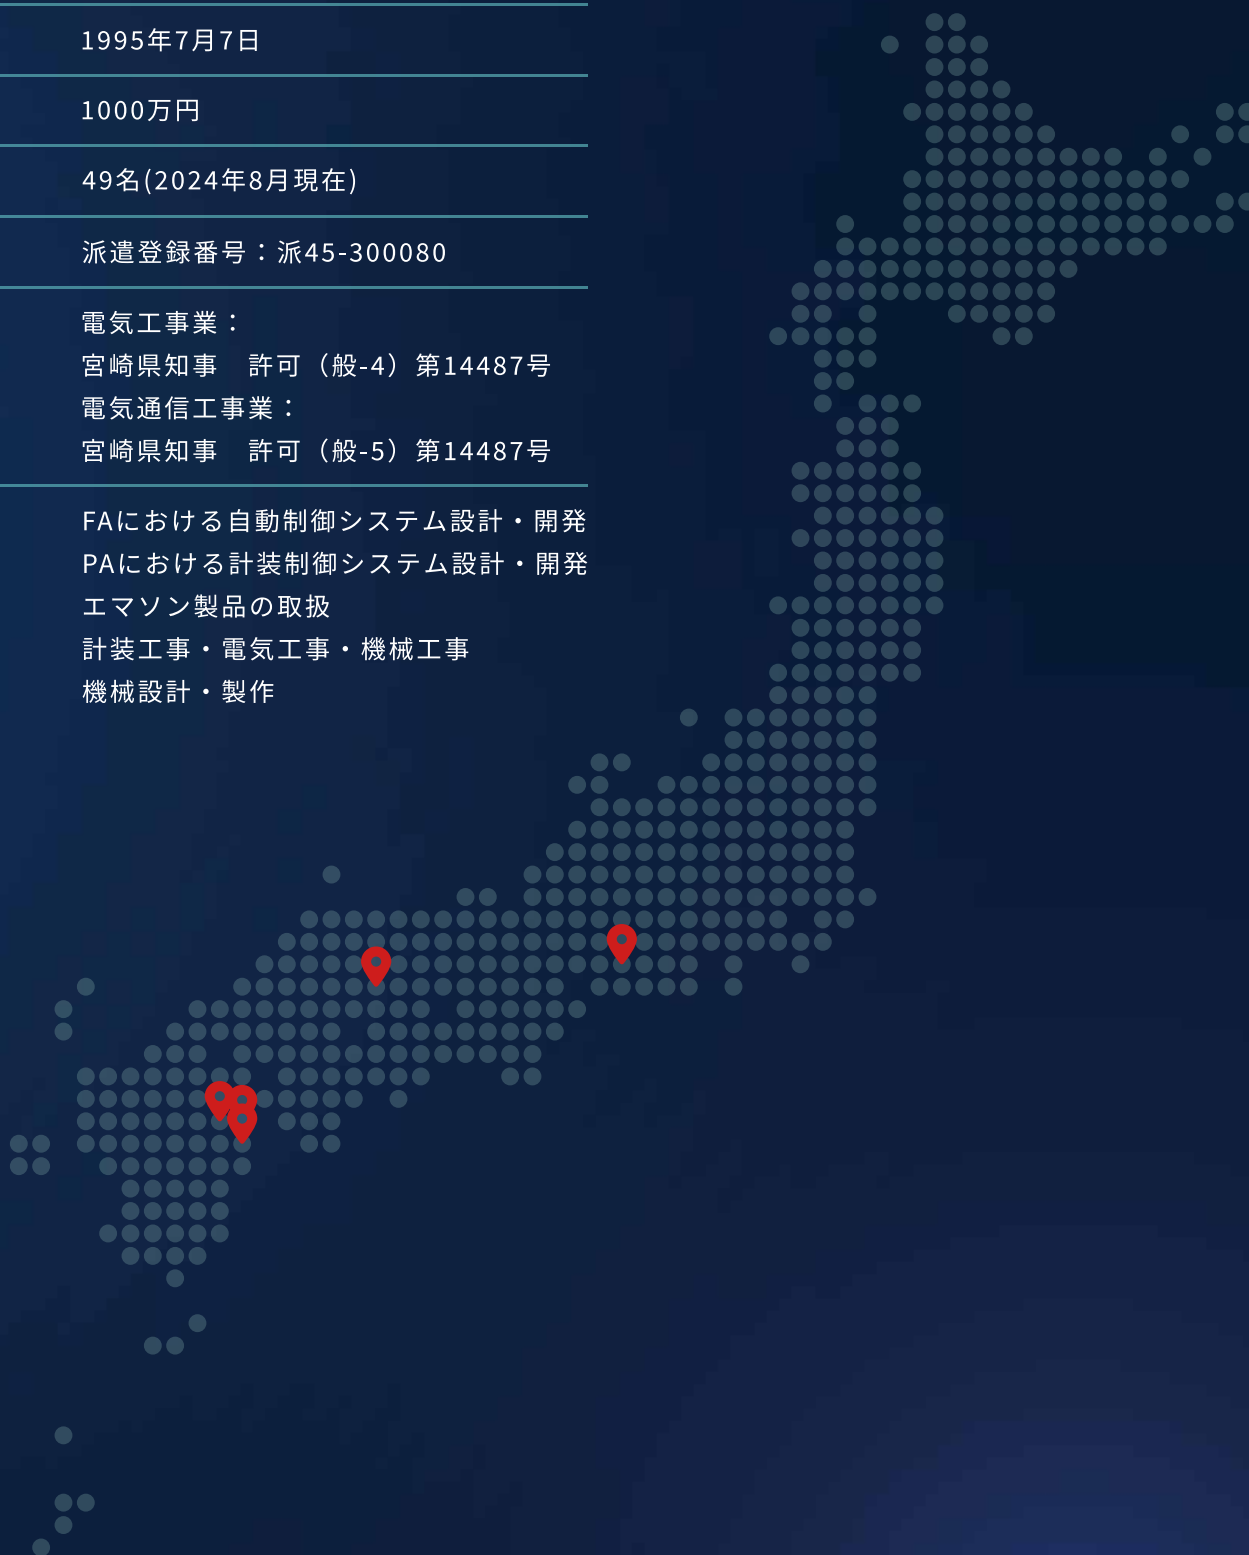 1995年7月7日
1000万円
49名(2024年8月現在)
派遣登録番号：派45-300080
電気工事業：
宮崎県知事　許可（般-4）第14487号
電気通信工事業：
宮崎県知事　許可（般-5）第14487号
FAにおける自動制御システム設計・開発
PAにおける計装制御システム設計・開発
エマソン製品の取扱
計装工事・電気工事・機械工事
機械設計・製作